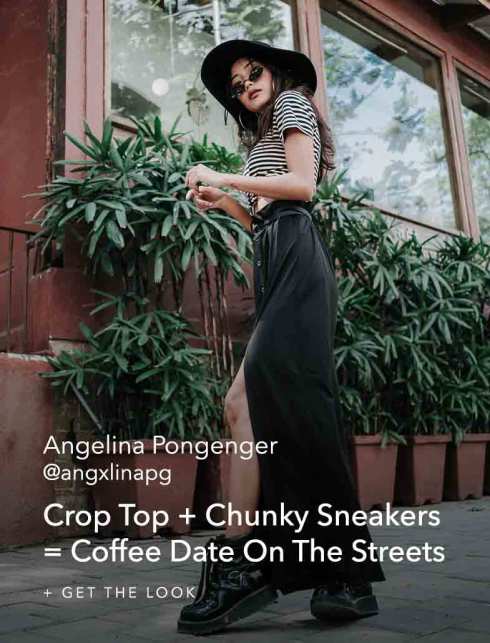 Angelina Pongenger
@angxlinapg
Crop Top + Chunky Sneakers
= Coffee Date On The Streets
+ GET THE LOOK